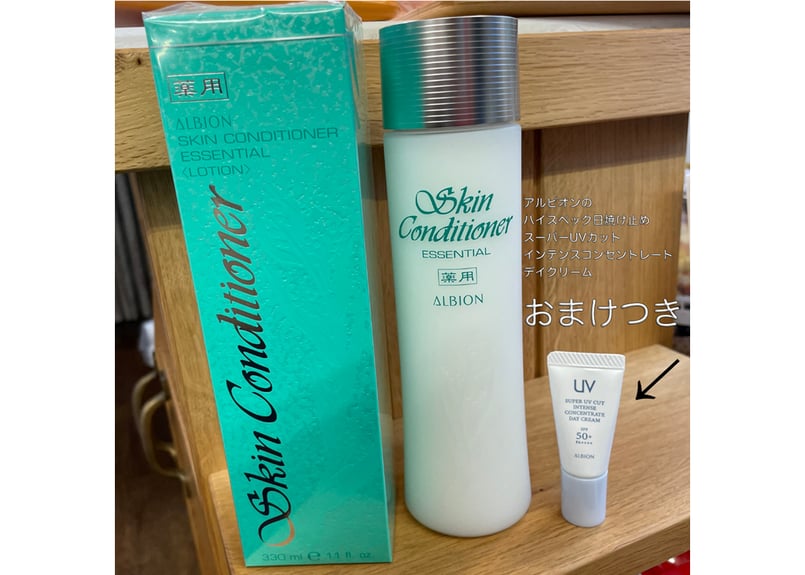 薬用
ALBION
SKIN CONDITIONER
ESSENTIAL
〈LOTION〉
Skin Conditioner
330 ml ℮ 11 fl. oz.
Skin
Conditioner
ESSENTIAL
薬用
ALBION
アルビオンの
ハイスペック日焼け止め
スーパーUVカット
インテンスコンセントレート
デイクリーム
おまけつき
UV
SUPER UV CUT
INTENSE
CONCENTRATE
DAY CREAM
SPF
50+
PA++++
ALBION